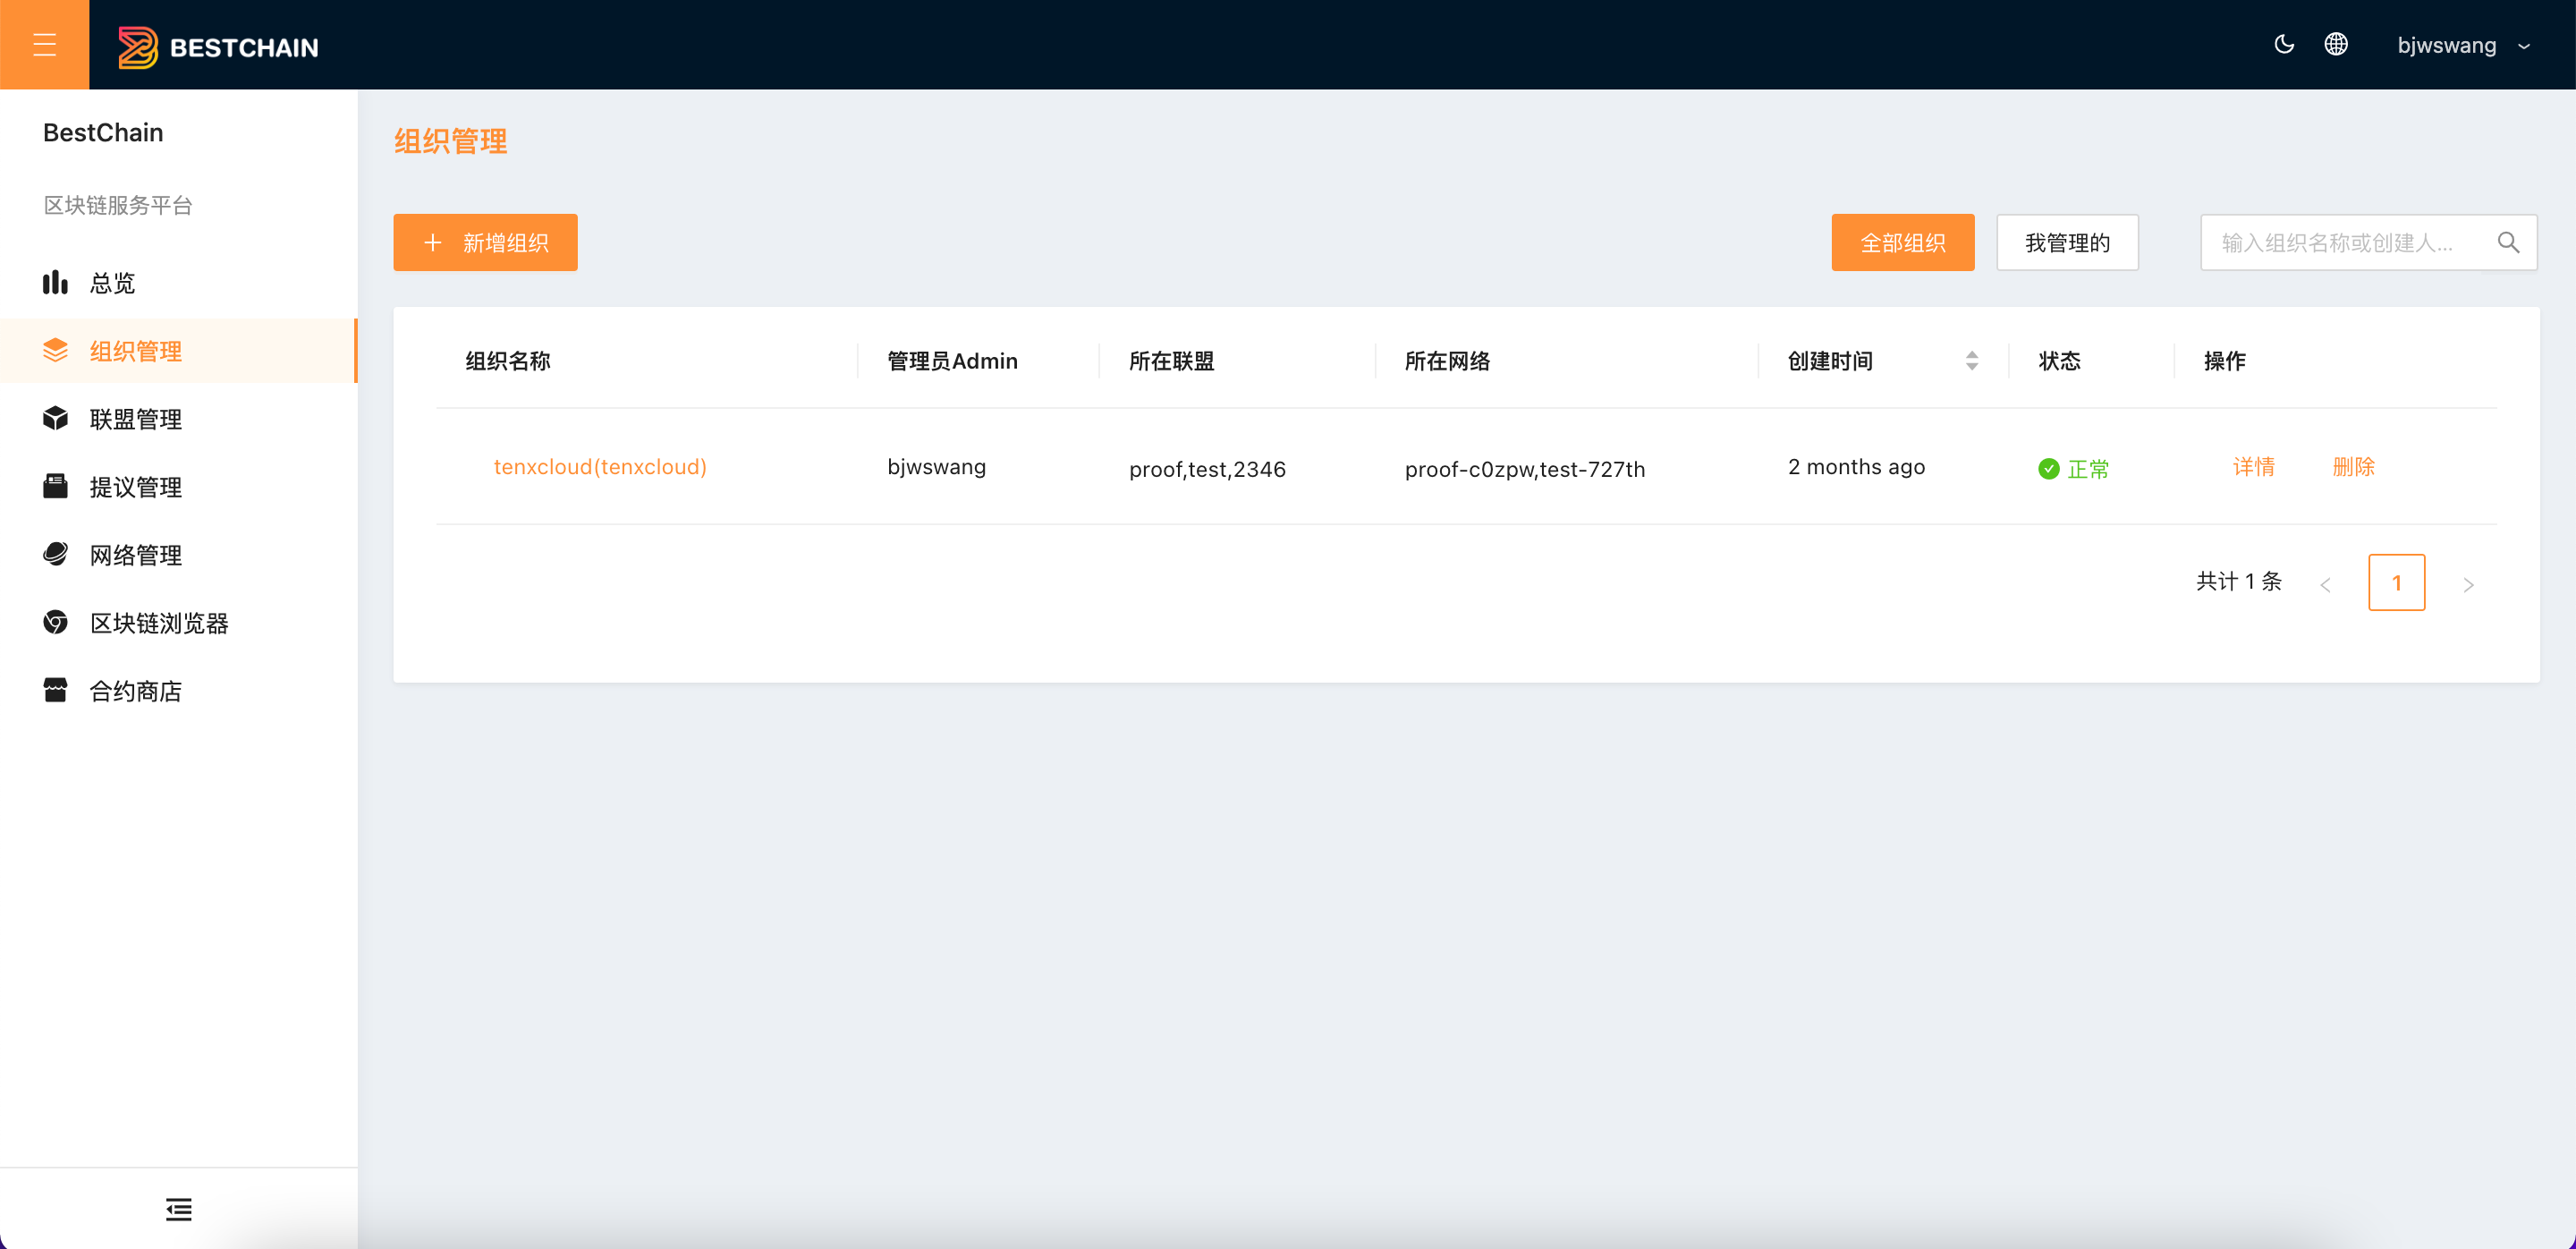 BESTCHAIN
bjwswang
BestChain
区块链服务平台
总览
组织管理
联盟管理
提议管理
网络管理
区块链浏览器
合约商店
组织管理
新增组织
全部组织 我管理的 输入组织名称或创建人...
组织名称 管理员Admin 所在联盟 所在网络 创建时间 状态 操作
tenxcloud(tenxcloud) bjwswang proof,test,2346 proof-c0zpw,test-727th 2 months ago 正常 详情 删除
共计 1 条 < 1 >